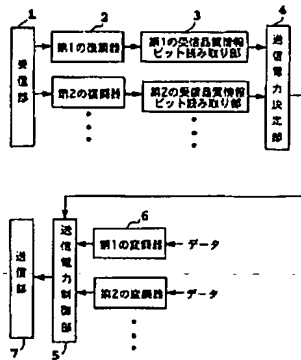 1
2
3
4
受信部
第1の復調器
第1の受信品質情報
ビット読み取り部
第2の復調器
第2の受信品質情報
ビット読み取り部
送信電力決定部
6
第1の変調器
データ
第2の変調器
データ
送信電力制御部
送信部
7
5